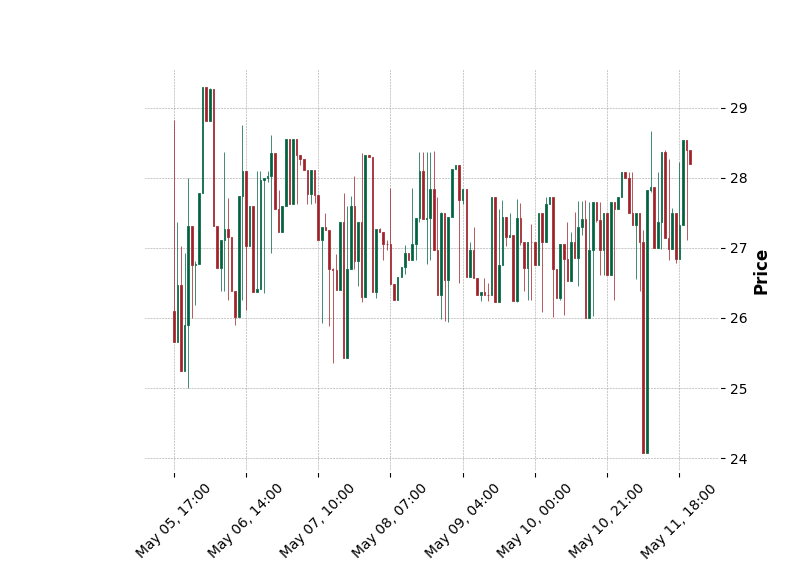 29
28
27
26
25
24
Price
May 05, 17:00
May 06, 14:00
May 07, 10:00
May 08, 07:00
May 09, 04:00
May 10, 00:00
May 10, 21:00
May 11, 18:00